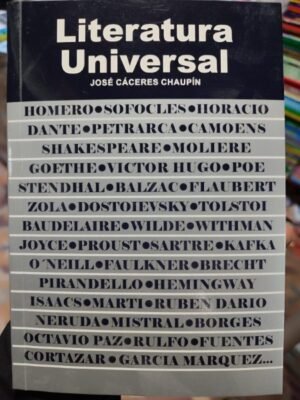 Literatura
Universal
JOSÉ CÁCERES CHAUPÍN
HOMERO●SOFOCLES●HORACIO
DANTE●PETRARCA●CAMOENS
SHAKESPEARE●MOLIERE
GOETHE●VICTOR HUGO●POE
STENDHAL●BALZAC●FLAUBERT
ZOLA●DOSTOIEVSKY●TOLSTOI
BAUDELAIRE●WILDE●WITHMAN
JOYCE●PROUST●SARTRE●KAFKA
O´NEILL●FAULKNER●BRECHT
PIRANDELLO●HEMINGWAY
ISAACS●MARTI●RUBEN DARIO
NERUDA●MISTRAL●BORGES
OCTAVIO PAZ●RULFO●FUENTES
CORTAZAR●GARCIA MARQUEZ...